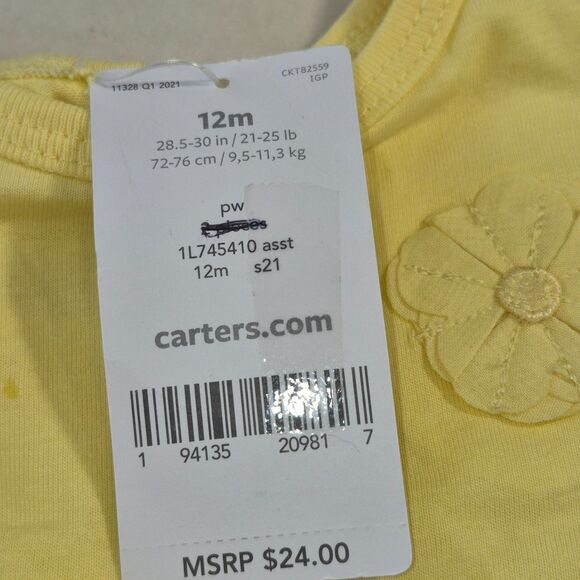 11328 Q1 2021
CKT82559
IGP
12m
28.5-30 in / 21-25 lb
72-76 cm / 9,5-11,3 kg
pw
1L745410 asst
12m s21
carters.com
1 94135 20981 7
MSRP $24.00